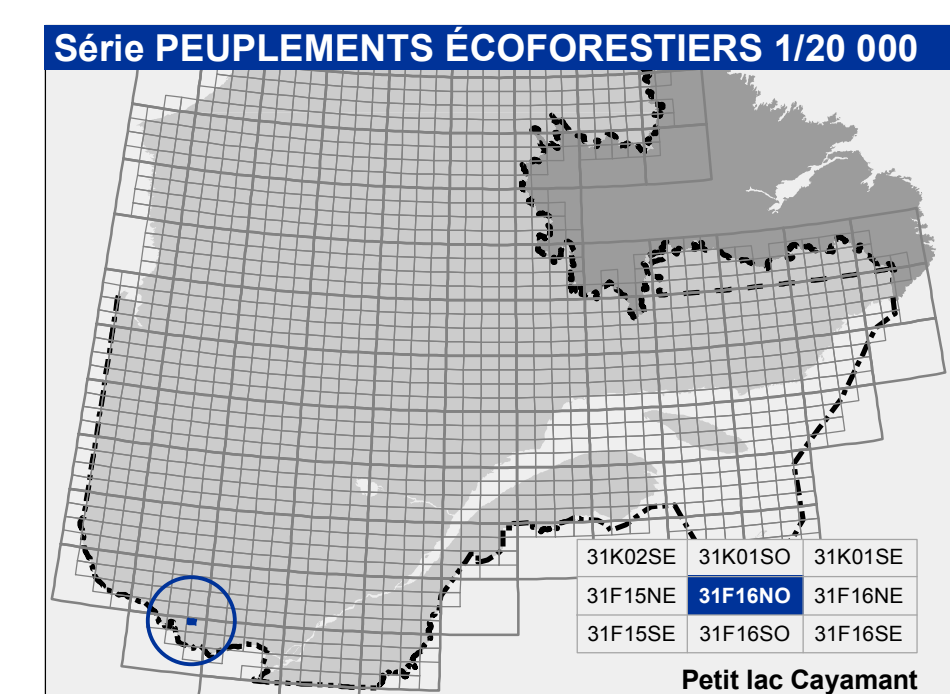 Série PEUPLEMENTS ÉCOFORESTIERS 1/20 000
31K02SE 31K01SO 31K01SE
31F15NE 31F16NO 31F16NE
31F15SE 31F16SO 31F16SE
Petit lac Cayamant